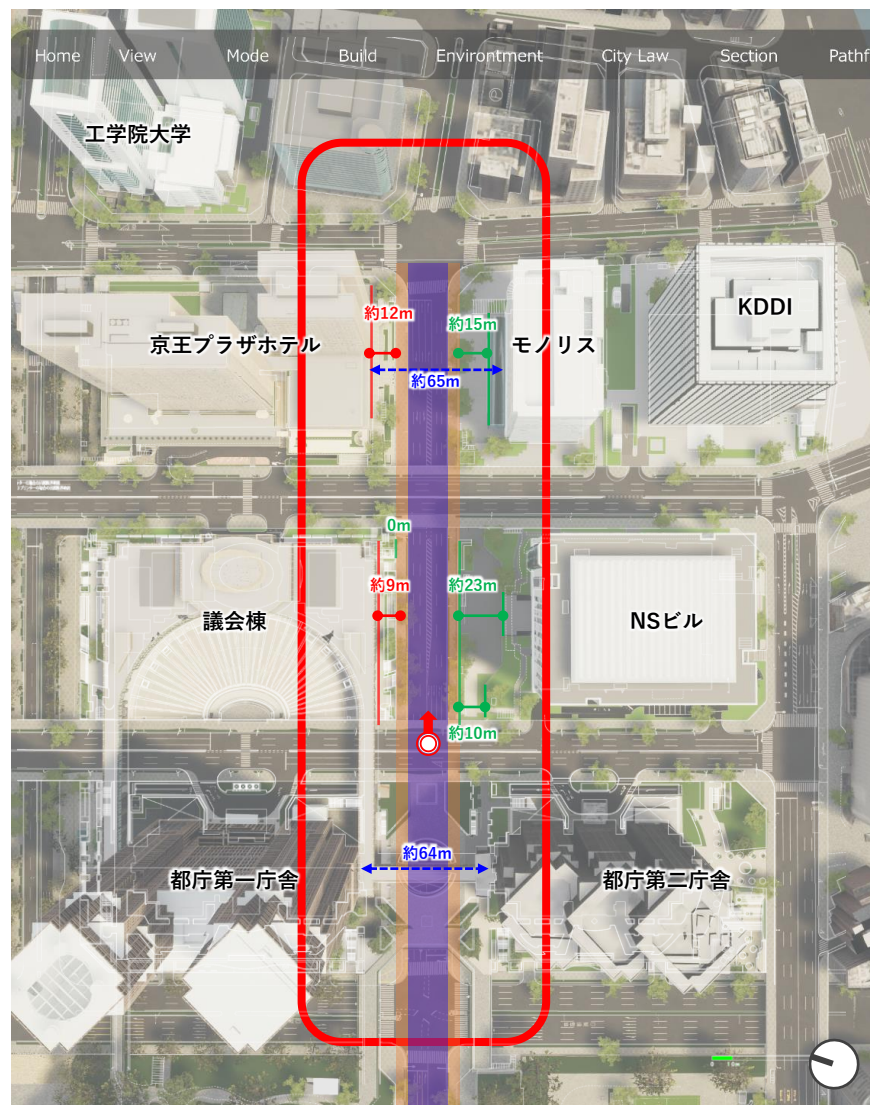 Home View Mode Build Environtment City Law Section Pathf
工学院大学
KDDI
約12m
約15m
京王プラザホテル
モノリス
約65m
0m
約9m
約23m
議会棟
NSビル
約10m
約64m
都庁第一庁舎
都庁第二庁舎